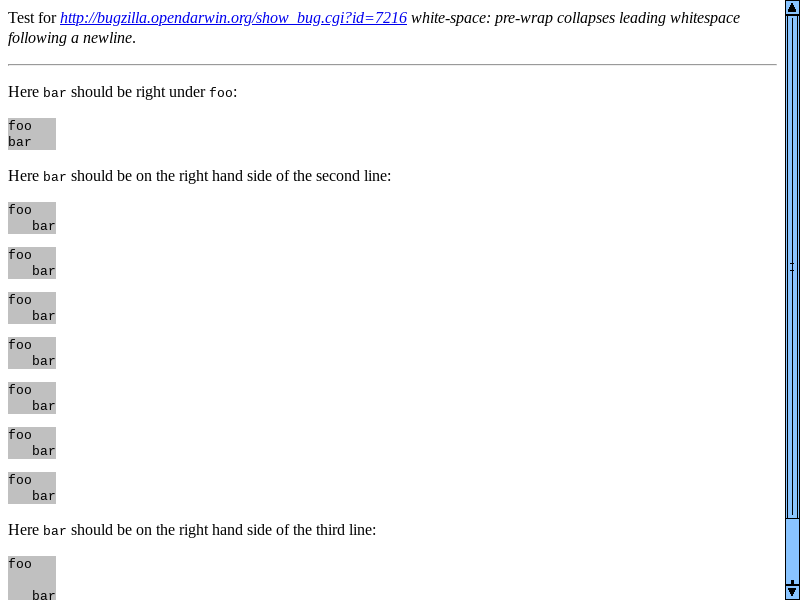 Test for http://bugzilla.opendarwin.org/show_bug.cgi?id=7216 white-space: pre-wrap collapses leading whitespace
following a newline.
Here bar should be right under foo:
foo
bar
Here bar should be on the right hand side of the second line:
foo
bar
foo
bar
foo
bar
foo
bar
foo
bar
foo
bar
foo
bar
Here bar should be on the right hand side of the third line:
foo
bar